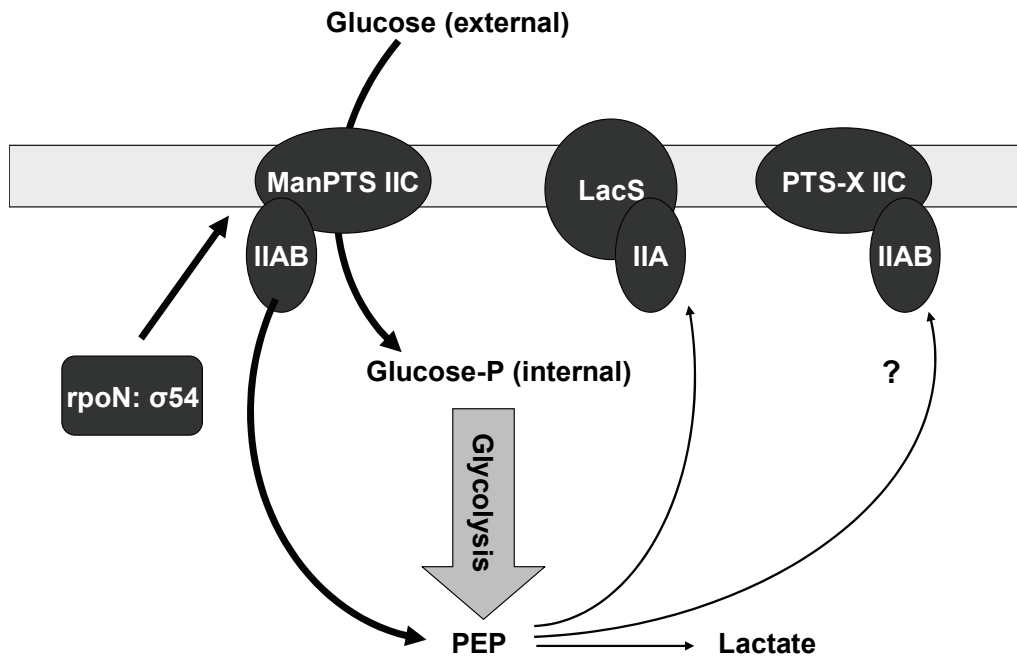 Glucose (external)
ManPTS IIC
LacS
PTS-X IIC
IIAB
IIA
IIAB
rpoN: σ54
Glucose-P (internal)
?
Glycolysis
PEP
Lactate